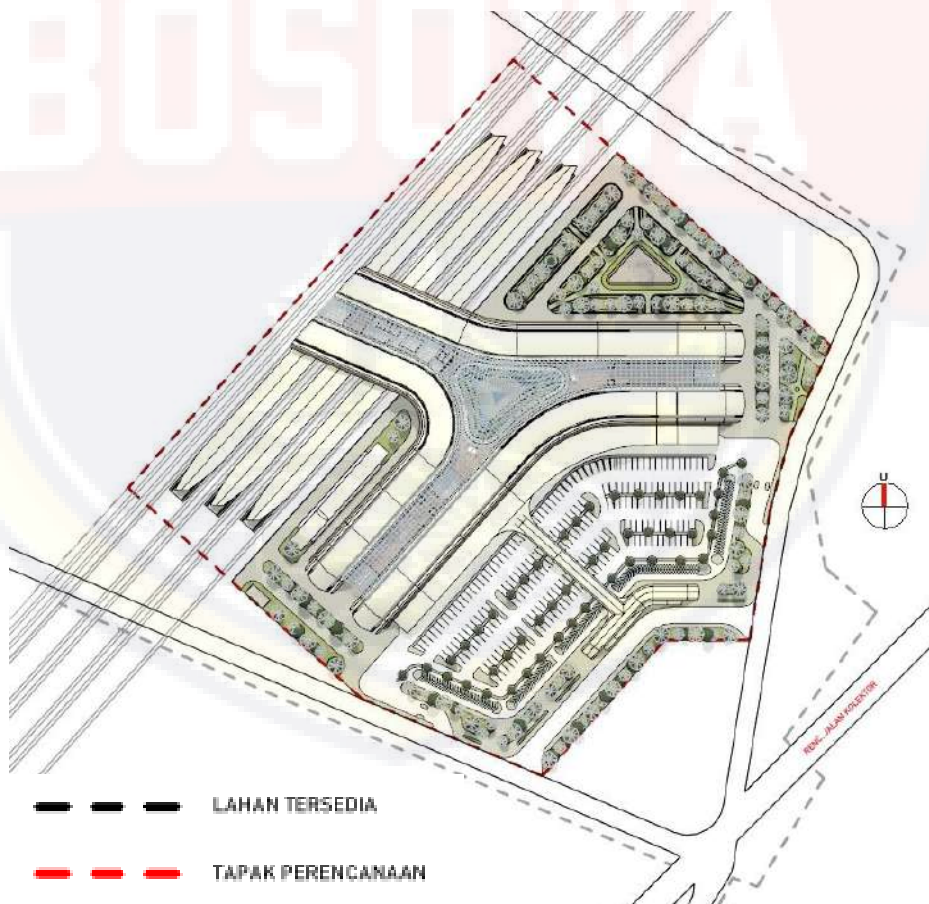 BOSOWA
U
RENC. JALAN KOLEKTOR
LAHAN TERSEDIA
TAPAK PERENCANAAN